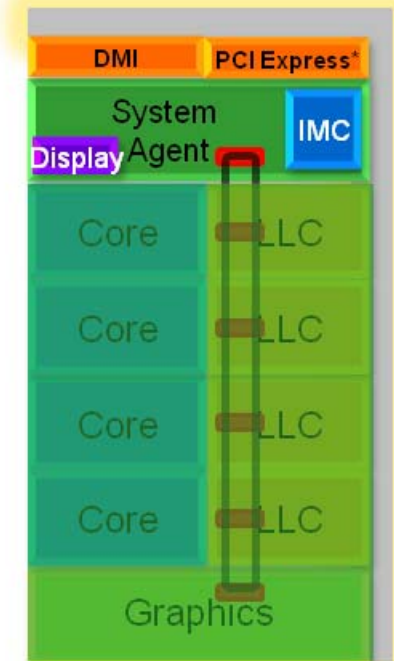 DMI PCI Express*
System
Agent
IMC
Display
Core LLC
Core LLC
Core LLC
Core LLC
Graphics